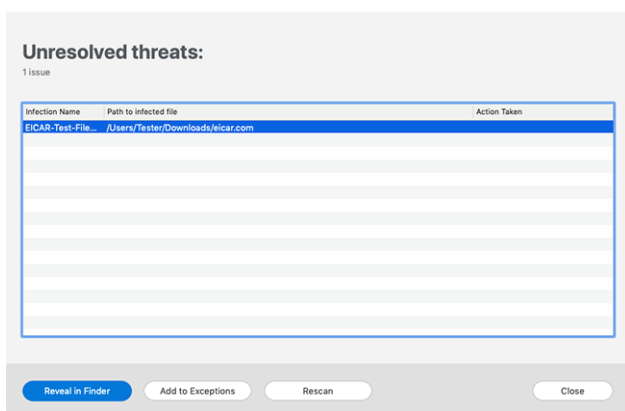 Unresolved threats:
1 issue
Infection Name Path to infected file Action Taken
EICAR-Test-File... /Users/Tester/Downloads/eicar.com
Reveal in Finder Add to Exceptions Rescan Close